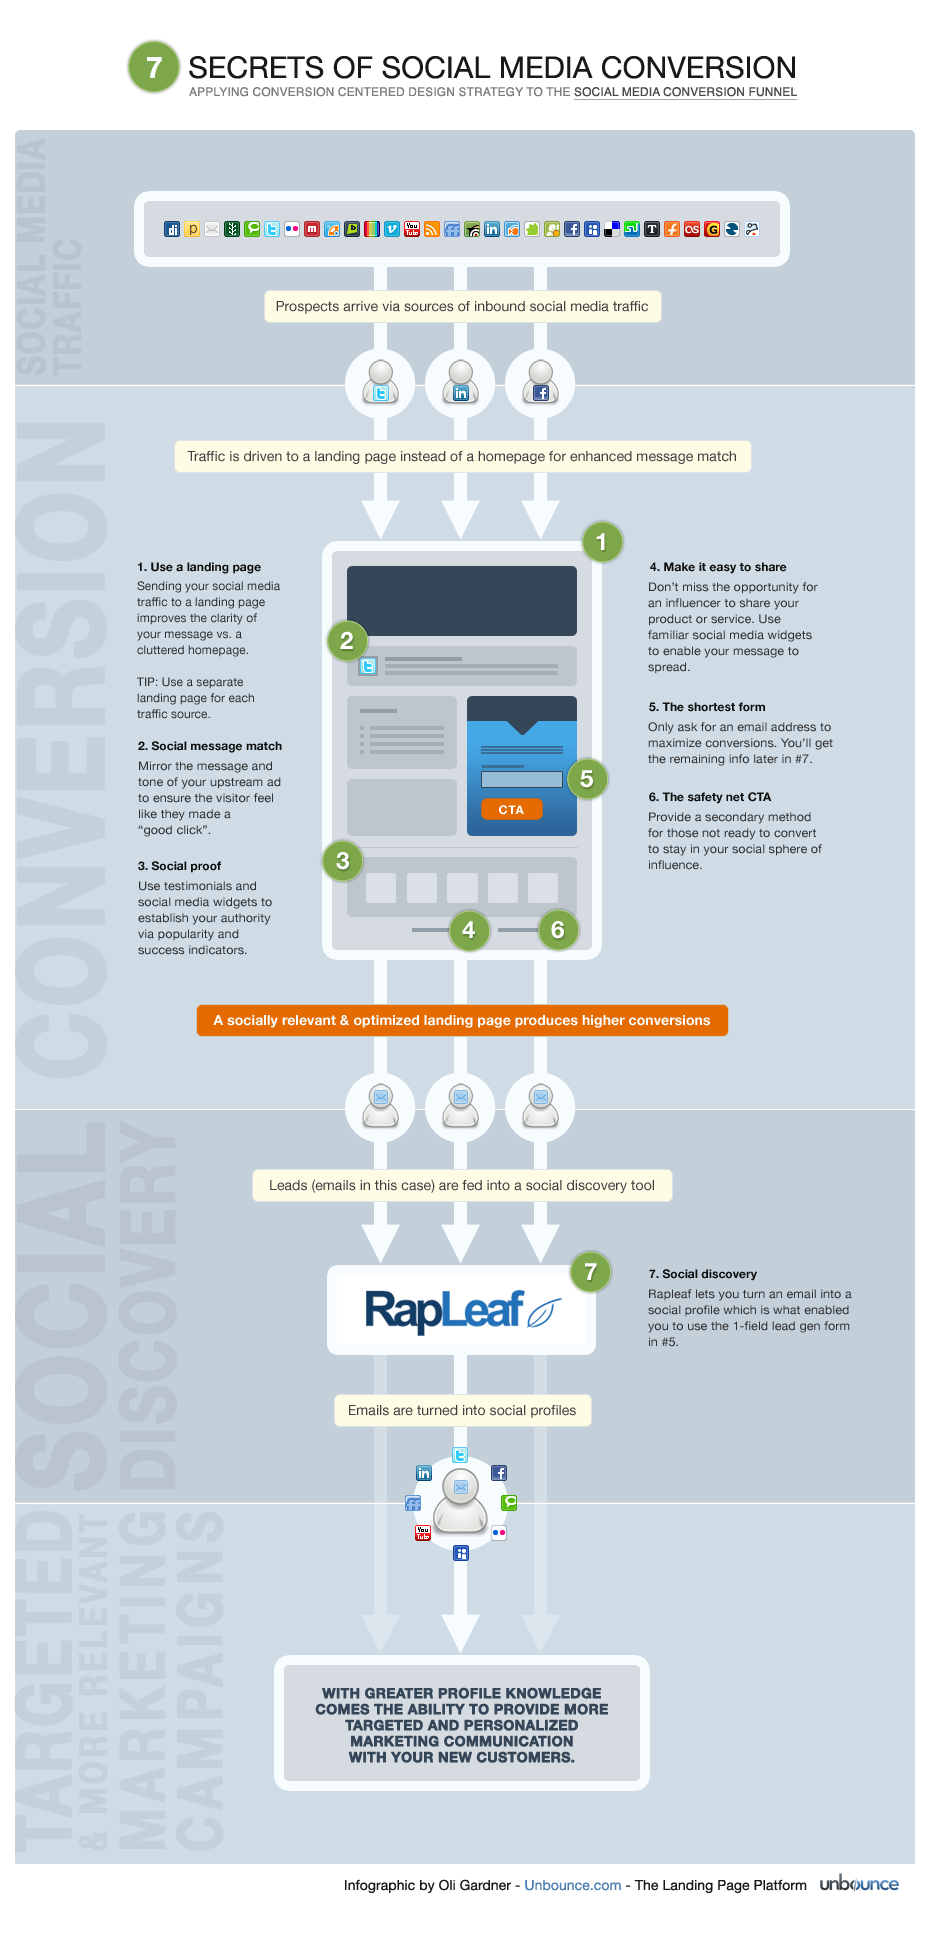 7 SECRETS OF SOCIAL MEDIA CONVERSION
APPLYING CONVERSION CENTERED DESIGN STRATEGY TO THE SOCIAL MEDIA CONVERSION FUNNEL
SOCIAL MEDIA
TRAFFIC
Prospects arrive via sources of inbound social media traffic
CONVERSION
Traffic is driven to a landing page instead of a homepage for enhanced message match
1. Use a landing page
Sending your social media
traffic to a landing page
improves the clarity of
your message vs. a
cluttered homepage.
TIP: Use a separate
landing page for each
traffic source.
2. Social message match
Mirror the message and
tone of your upstream ad
to ensure the visitor feel
like they made a
“good click”.
3. Social proof
Use testimonials and
social media widgets to
establish your authority
via popularity and
success indicators.
1
2
5
CTA
3
4
6
4. Make it easy to share
Don’t miss the opportunity for
an influencer to share your
product or service. Use
familiar social media widgets
to enable your message to
spread.
5. The shortest form
Only ask for an email address to
maximize conversions. You’ll get
the remaining info later in #7.
6. The safety net CTA
Provide a secondary method
for those not ready to convert
to stay in your social sphere of
influence.
A socially relevant & optimized landing page produces higher conversions
SOCIAL
DISCOVERY
Leads (emails in this case) are fed into a social discovery tool
7
RapLeaf
7. Social discovery
Rapleaf lets you turn an email into a
social profile which is what enabled
you to use the 1-field lead gen form
in #5.
Emails are turned into social profiles
TARGETED
& MORE RELEVANT
MARKETING
CAMPAIGNS
WITH GREATER PROFILE KNOWLEDGE
COMES THE ABILITY TO PROVIDE MORE
TARGETED AND PERSONALIZED
MARKETING COMMUNICATION
WITH YOUR NEW CUSTOMERS.
Infographic by Oli Gardner - Unbounce.com - The Landing Page Platform unbounce